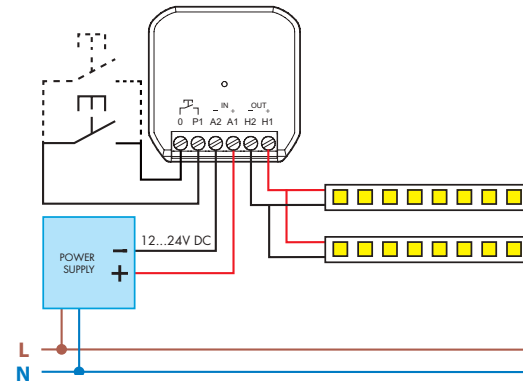 − IN + −OUT+
0 P1 A2 A1 H2 H1
12...24V DC
POWER
SUPPLY
−
+
L
N